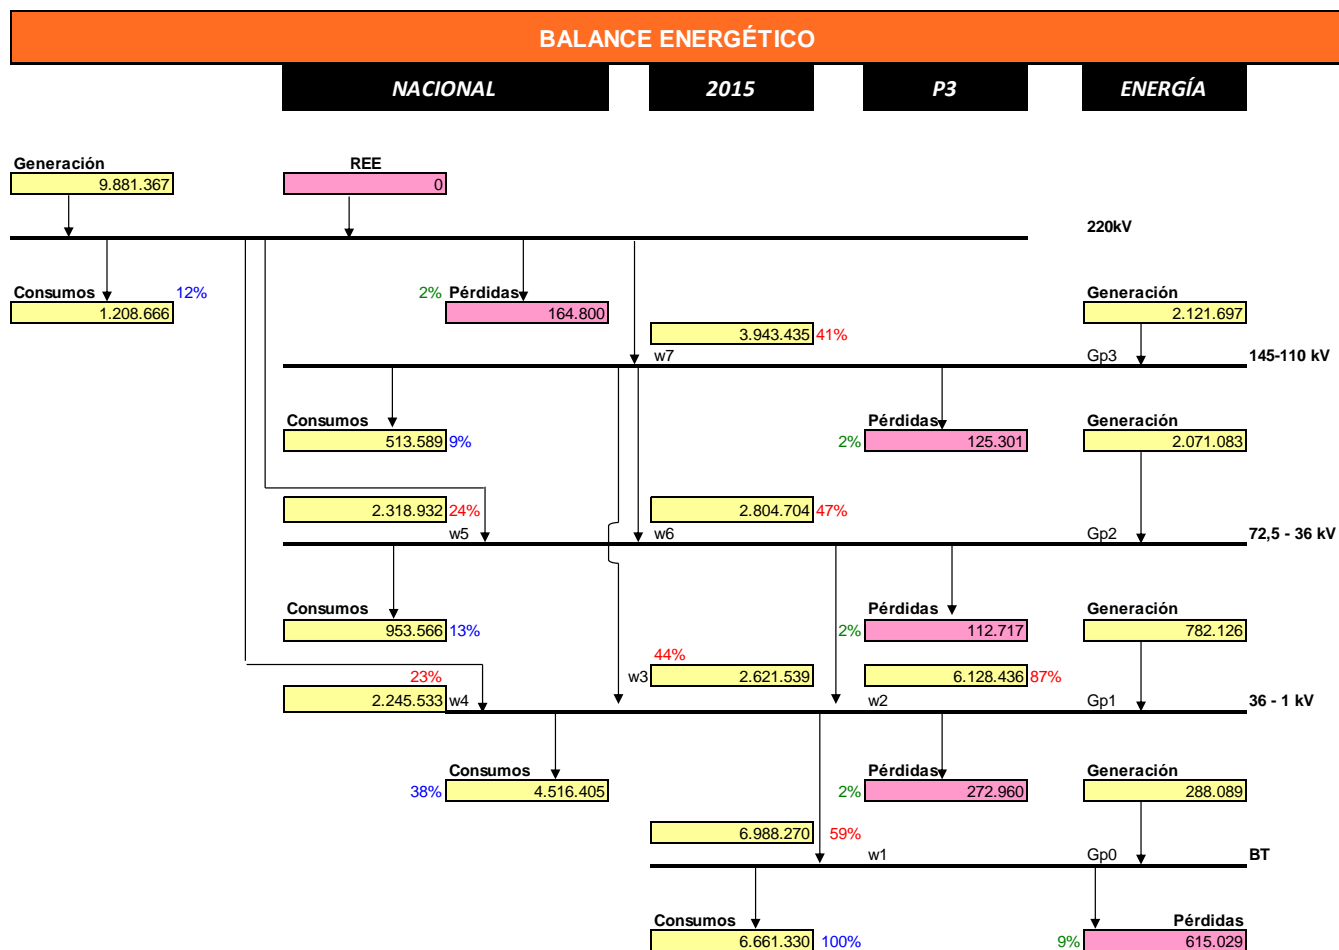 BALANCE ENERGÉTICO
NACIONAL 2015 P3 ENERGÍA
Generación REE
9.881.367 0
220kV
Consumos 12% 2% Pérdidas Generación
1.208.666 164.800 2.121.697
3.943.435 41%
w7 Gp3 145-110 kV
Consumos Pérdidas Generación
513.589 9% 2% 125.301 2.071.083
2.318.932 24% 2.804.704 47%
w5 w6 Gp2 72,5 - 36 kV
Consumos Pérdidas Generación
953.566 13% 2% 112.717 782.126
44%
23% w3 2.621.539 6.128.436 87%
2.245.533 w4 w2 Gp1 36 - 1 kV
Consumos Pérdidas Generación
38% 4.516.405 2% 272.960 288.089
6.988.270 59%
w1 Gp0 BT
Consumos Pérdidas
6.661.330 100% 9% 615.029